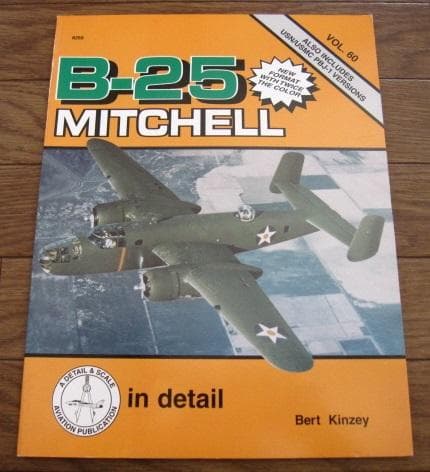 8260
VOL. 60
ALSO INCLUDES
USN/USMC PBJ-1 VERSIONS
B-25
MITCHELL
NEW
FORMAT
WITH TWICE
THE COLOR
A DETAIL & SCALE
AVIATION PUBLICATION
in detail
Bert Kinzey